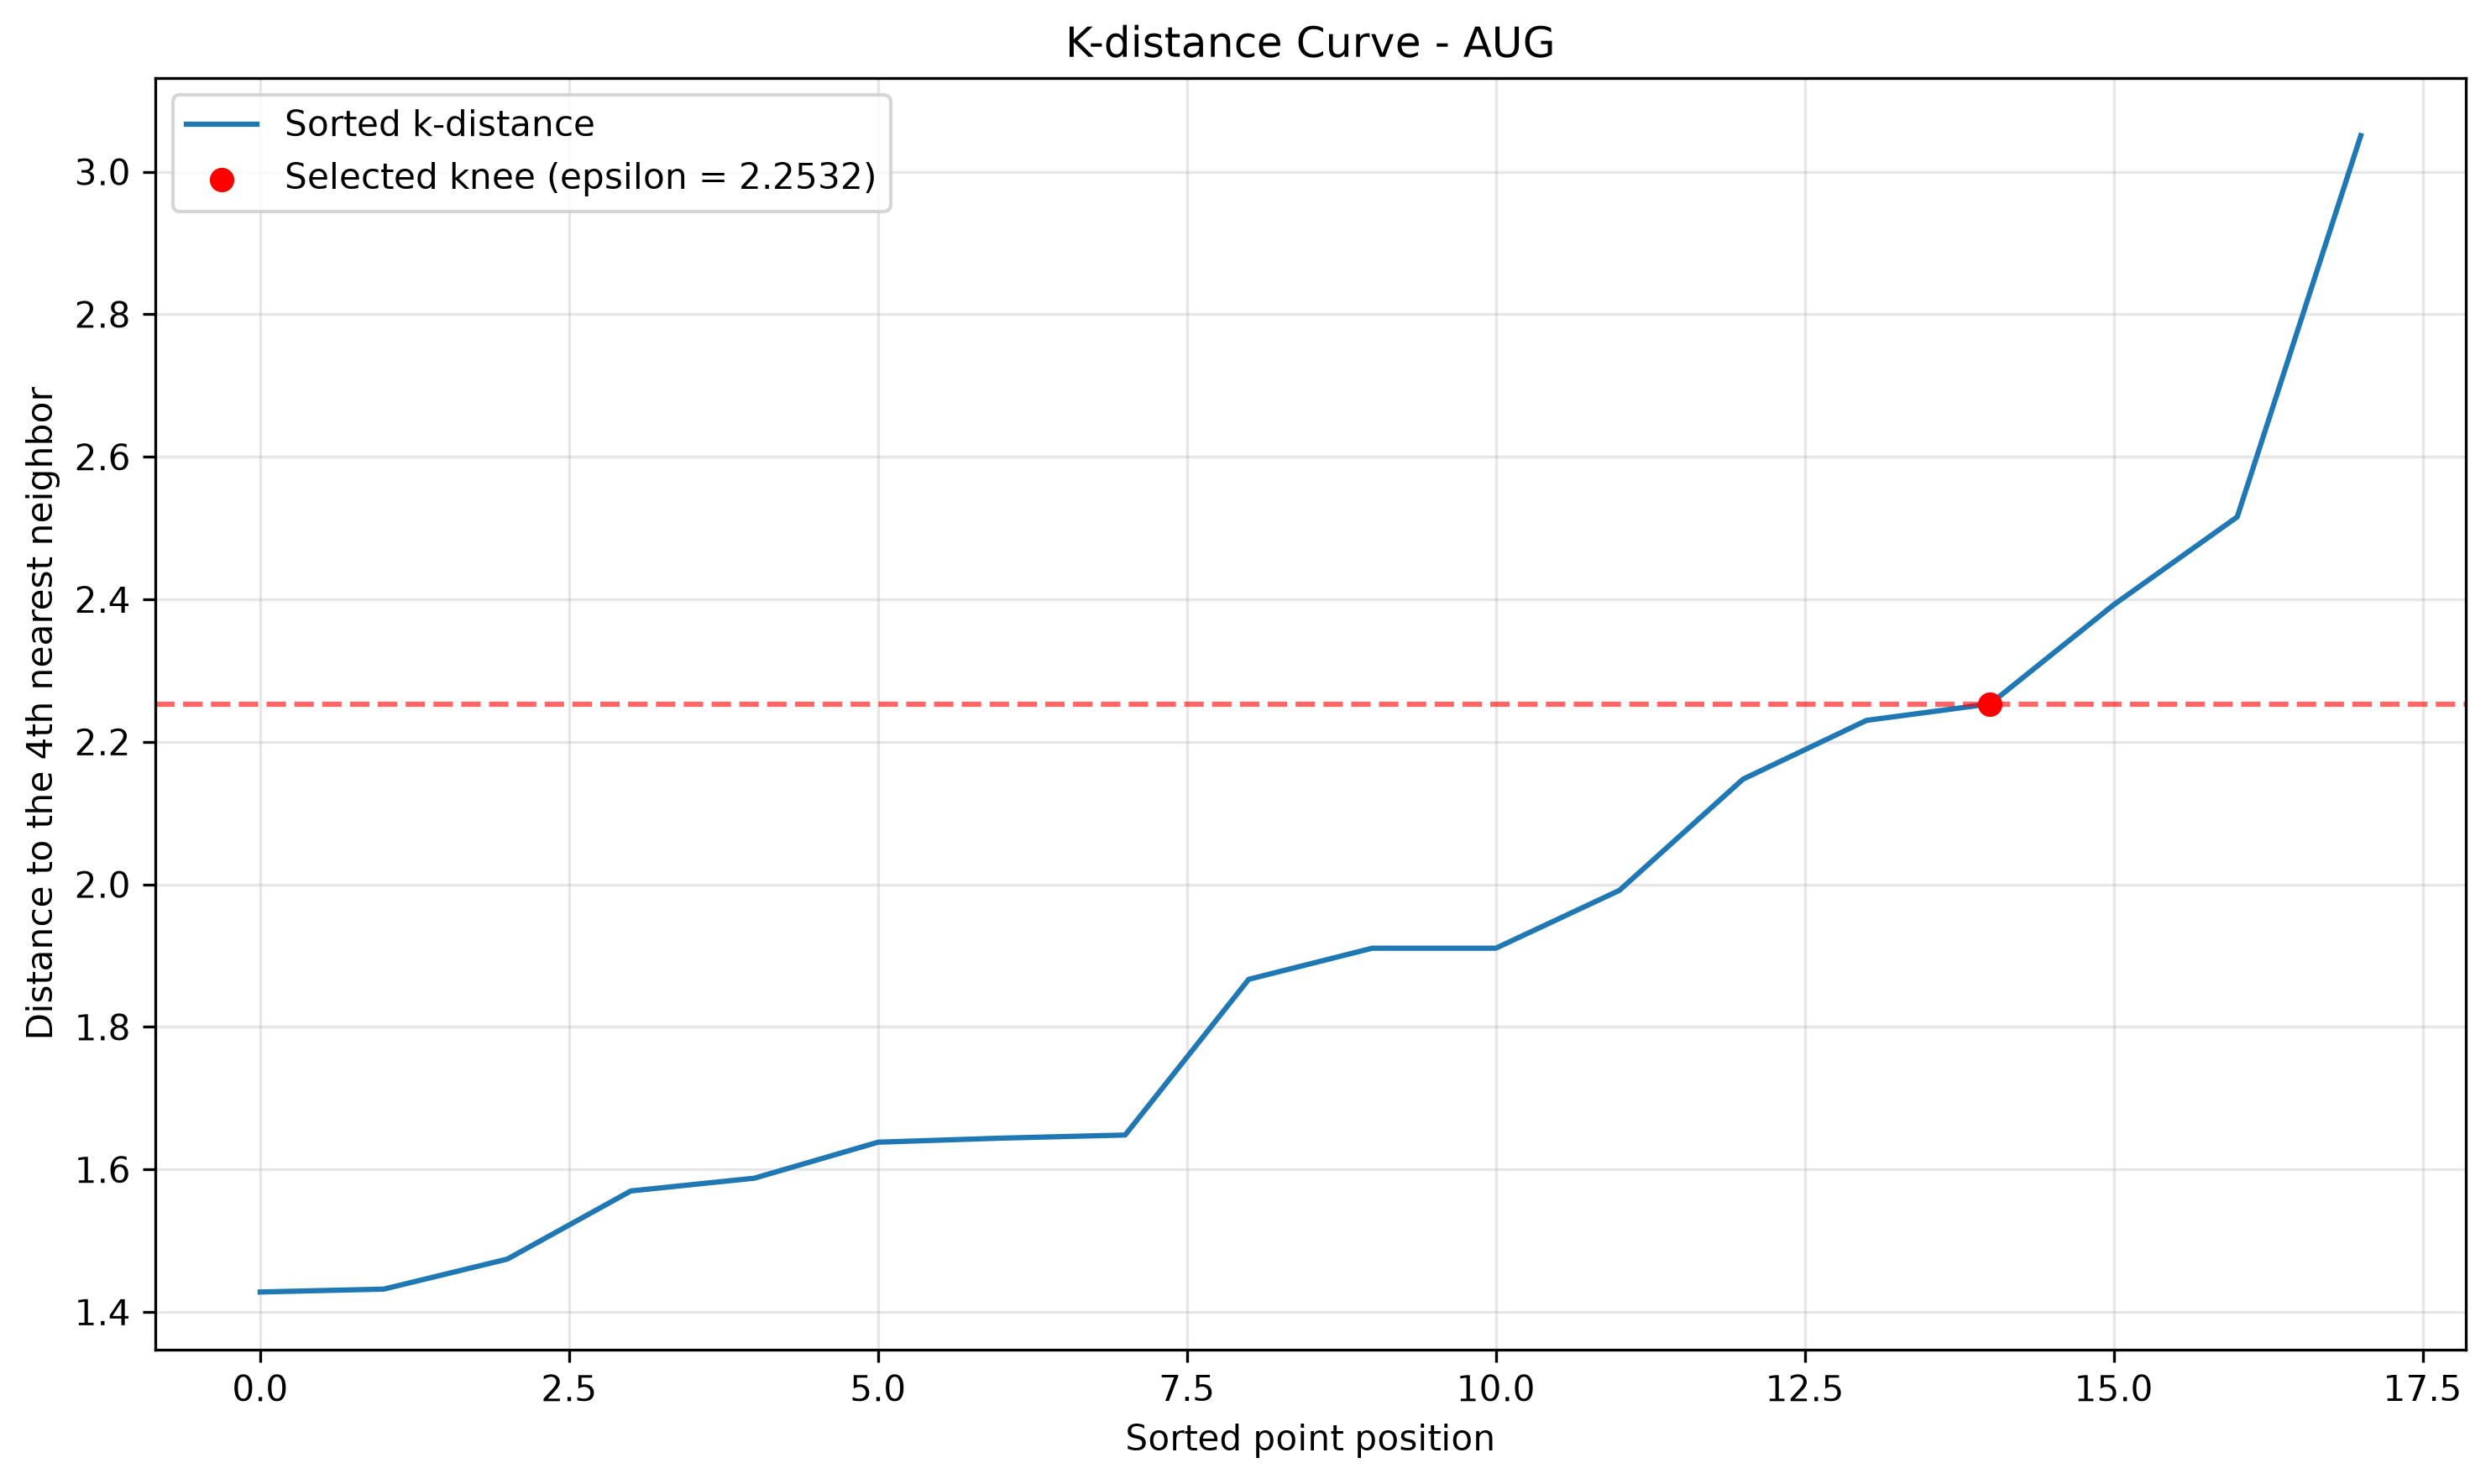 K-distance Curve - AUG
Sorted k-distance
Selected knee (epsilon = 2.2532)
Distance to the 4th nearest neighbor
3.0
2.8
2.6
2.4
2.2
2.0
1.8
1.6
1.4
0.0 2.5 5.0 7.5 10.0 12.5 15.0 17.5
Sorted point position